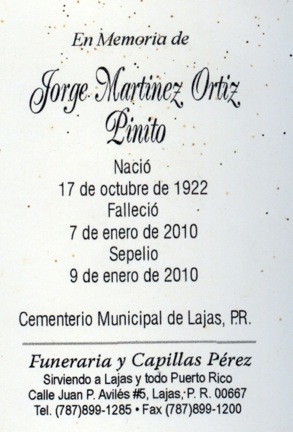 En Memoria de
Jorge Martinez Ortiz
Pinito
Nació
17 de octubre de 1922
Falleció
7 de enero de 2010
Sepelio
9 de enero de 2010
Cementerio Municipal de Lajas, P.R.
Funeraria y Capillas Pérez
Sirviendo a Lajas y todo Puerto Rico
Calle Juan P. Avilés #5, Lajas, P. R. 00667
Tel. (787)899-1285 • Fax (787)899-1200